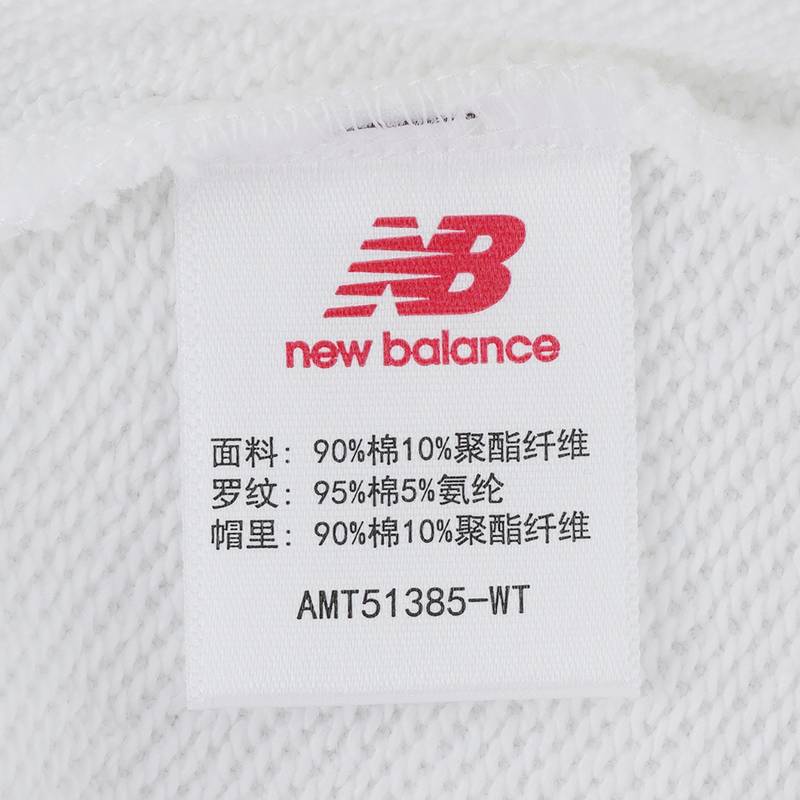 NB
new balance
面料: 90%棉10%聚酯纤维
罗纹: 95%棉5%氨纶
帽里: 90%棉10%聚酯纤维
AMT51385-WT